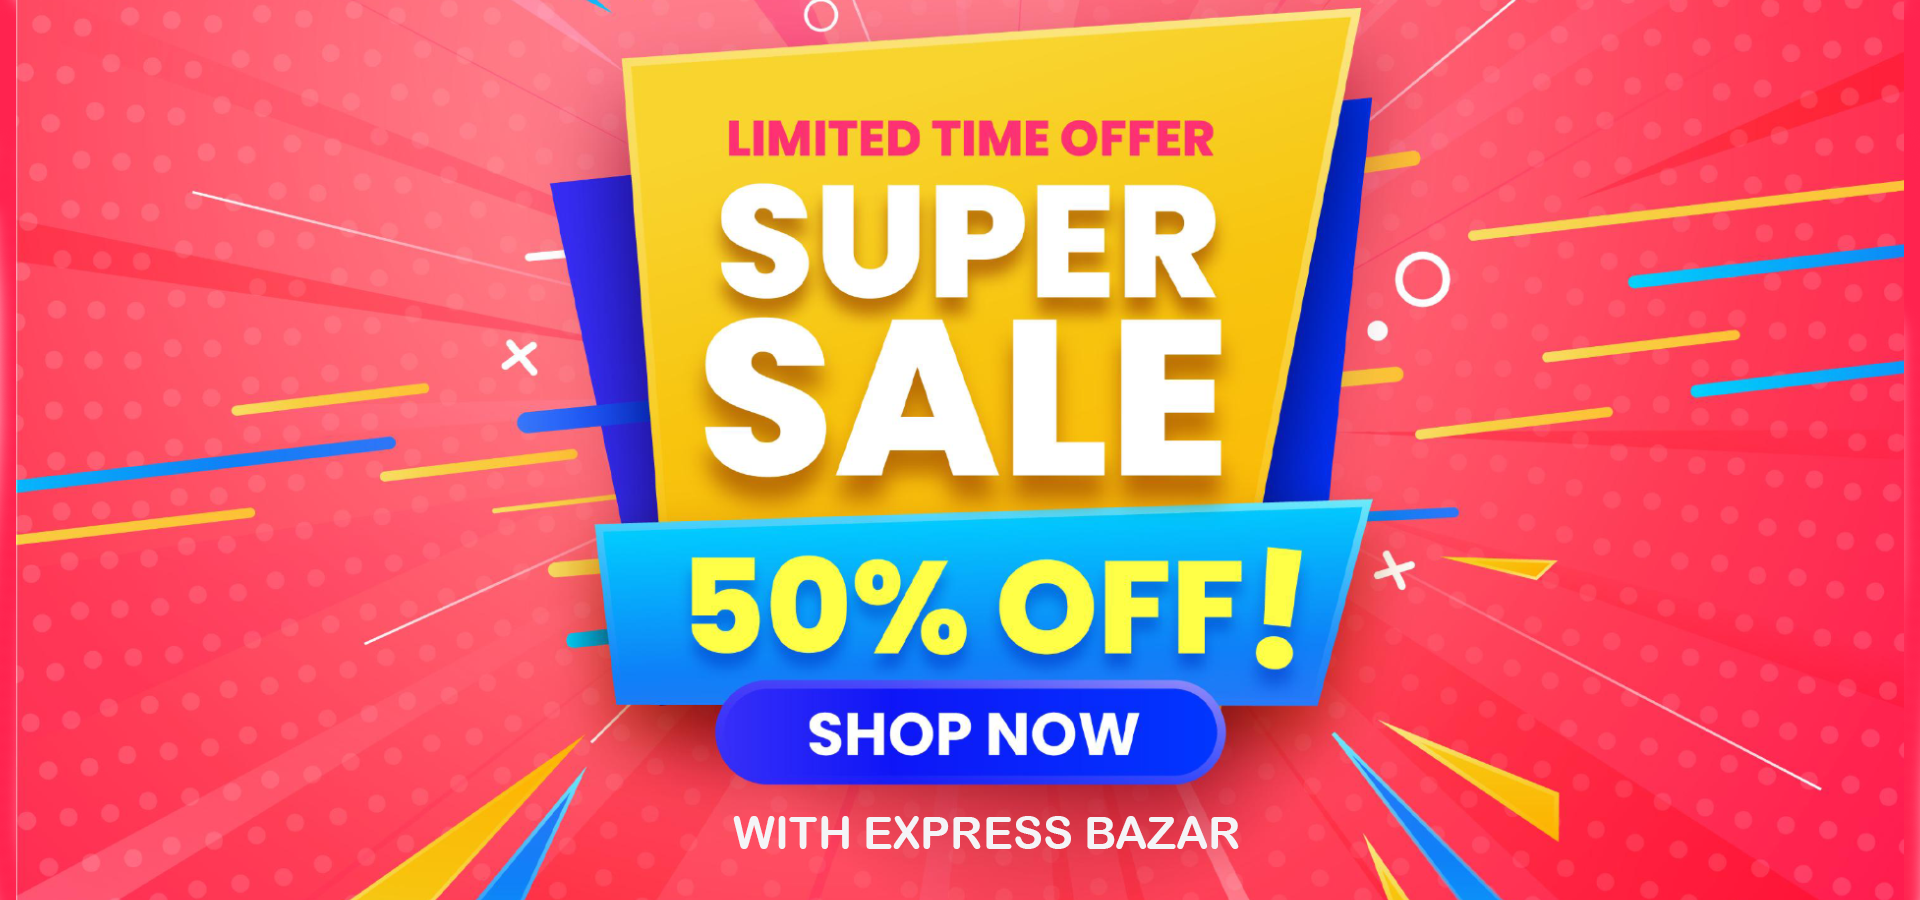 LIMITED TIME OFFER
SUPER
SALE
50% OFF!
SHOP NOW
WITH EXPRESS BAZAR